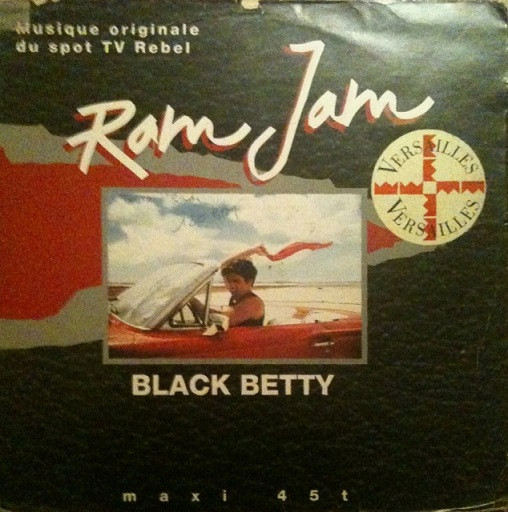 Musique originale
du spot TV Rebel
Ram Jam
VERSAILLES
VERSAILLES
BLACK BETTY
maxi 45t